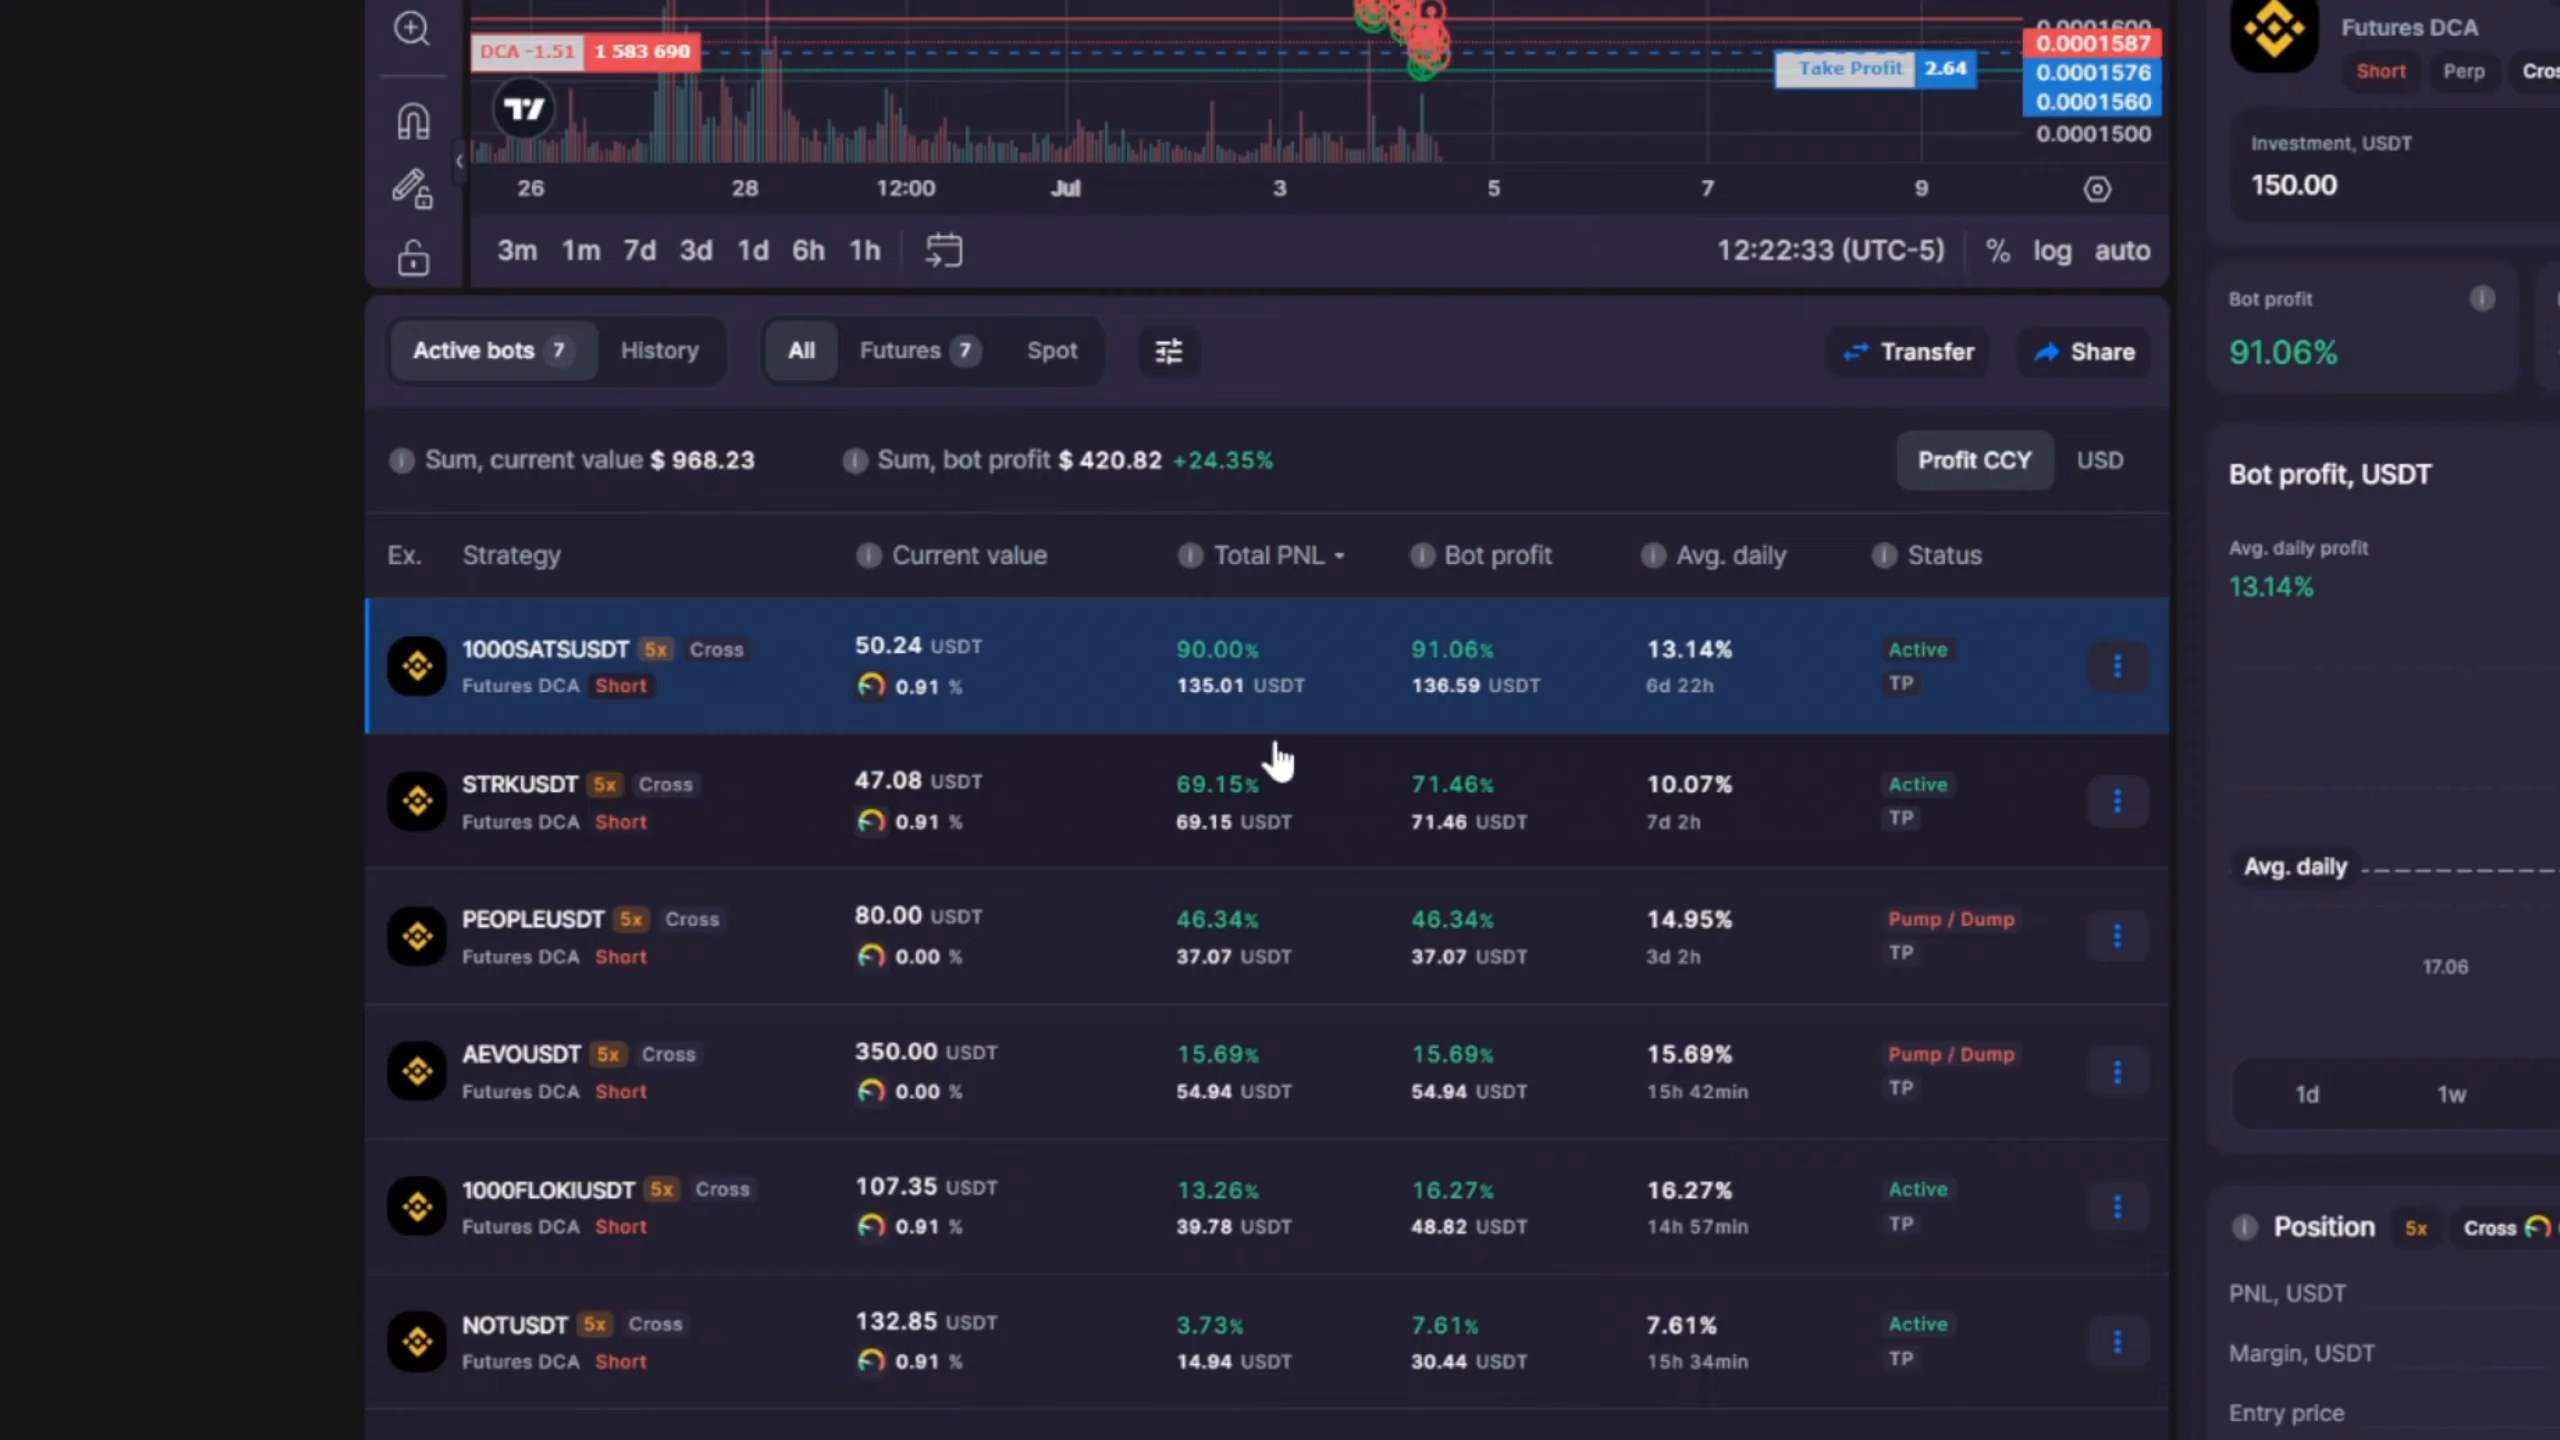 DCA -1.51 1 583 690
Take Profit 2.64
0.0001587
0.0001576
0.0001560
0.0001500
26 28 12:00 Jul 3 5 7 9
3m 1m 7d 3d 1d 6h 1h
12:22:33 (UTC-5) % log auto
Active bots 7 History All Futures 7 Spot Transfer Share
Sum, current value $ 968.23 Sum, bot profit $ 420.82 +24.35% Profit CCY USD
Ex. Strategy Current value Total PNL Bot profit Avg. daily Status
1000SATSUSDT 5x Cross 50.24 USDT 90.00% 91.06% 13.14% Active
Futures DCA Short 0.91 % 135.01 USDT 136.59 USDT 6d 22h TP
STRKUSDT 5x Cross 47.08 USDT 69.15% 71.46% 10.07% Active
Futures DCA Short 0.91 % 69.15 USDT 71.46 USDT 7d 2h TP
PEOPLEUSDT 5x Cross 80.00 USDT 46.34% 46.34% 14.95% Pump / Dump
Futures DCA Short 0.00 % 37.07 USDT 37.07 USDT 3d 2h TP
AEVOUSDT 5x Cross 350.00 USDT 15.69% 15.69% 15.69% Pump / Dump
Futures DCA Short 0.00 % 54.94 USDT 54.94 USDT 15h 42min TP
1000FLOKIUSDT 5x Cross 107.35 USDT 13.26% 16.27% 16.27% Active
Futures DCA Short 0.91 % 39.78 USDT 48.82 USDT 14h 57min TP
NOTUSDT 5x Cross 132.85 USDT 3.73% 7.61% 7.61% Active
Futures DCA Short 0.91 % 14.94 USDT 30.44 USDT 15h 34min TP
Futures DCA
Short Perp
Investment, USDT
150.00
Bot profit
91.06%
Bot profit, USDT
Avg. daily profit
13.14%
Avg. daily
17.06
1d 1w
Position 5x Cross
PNL, USDT
Margin, USDT
Entry price